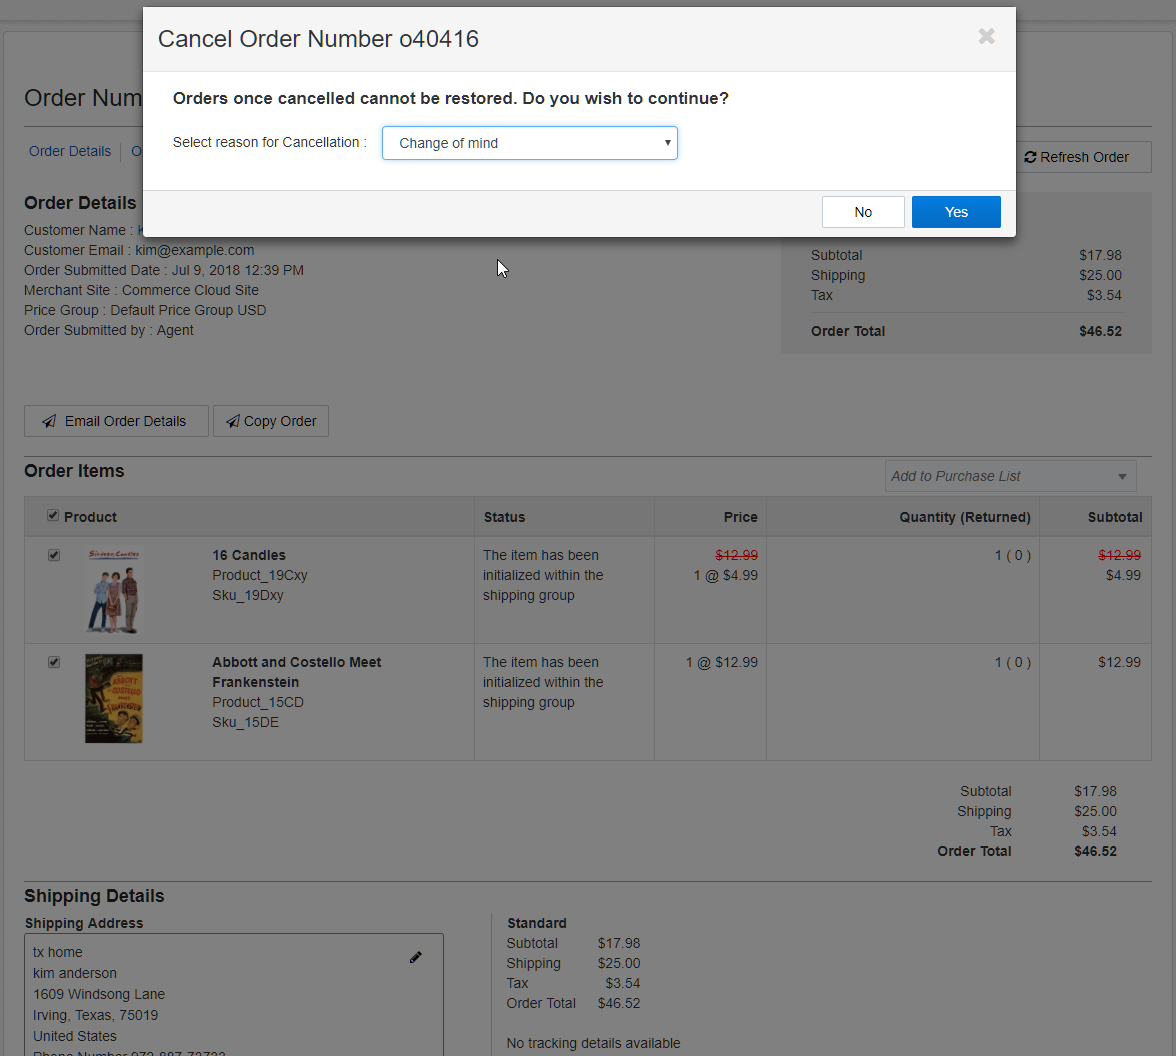 Cancel Order Number o40416
Orders once cancelled cannot be restored. Do you wish to continue?
Select reason for Cancellation :
Change of mind
No
Yes
Order Num
Order Details
O
Refresh Order
Order Details
Customer Name : k
Customer Email : kim@example.com
Order Submitted Date : Jul 9, 2018 12:39 PM
Merchant Site : Commerce Cloud Site
Price Group : Default Price Group USD
Order Submitted by : Agent
Subtotal $17.98
Shipping $25.00
Tax $3.54
Order Total $46.52
Email Order Details
Copy Order
Order Items
Add to Purchase List
Product Status Price Quantity (Returned) Subtotal
Sixteen Candles
16 Candles
Product_19Cxy
Sku_19Dxy
The item has been
initialized within the
shipping group
$12.99
1 @ $4.99
1 ( 0 )
$12.99
$4.99
ABBOTT
COSTELLO
FRANKENSTEIN
Abbott and Costello Meet
Frankenstein
Product_15CD
Sku_15DE
The item has been
initialized within the
shipping group
1 @ $12.99
1 ( 0 )
$12.99
Subtotal $17.98
Shipping $25.00
Tax $3.54
Order Total $46.52
Shipping Details
Shipping Address
tx home
kim anderson
1609 Windsong Lane
Irving, Texas, 75019
United States
Phone Number 972-887-73733
Standard
Subtotal $17.98
Shipping $25.00
Tax $3.54
Order Total $46.52
No tracking details available